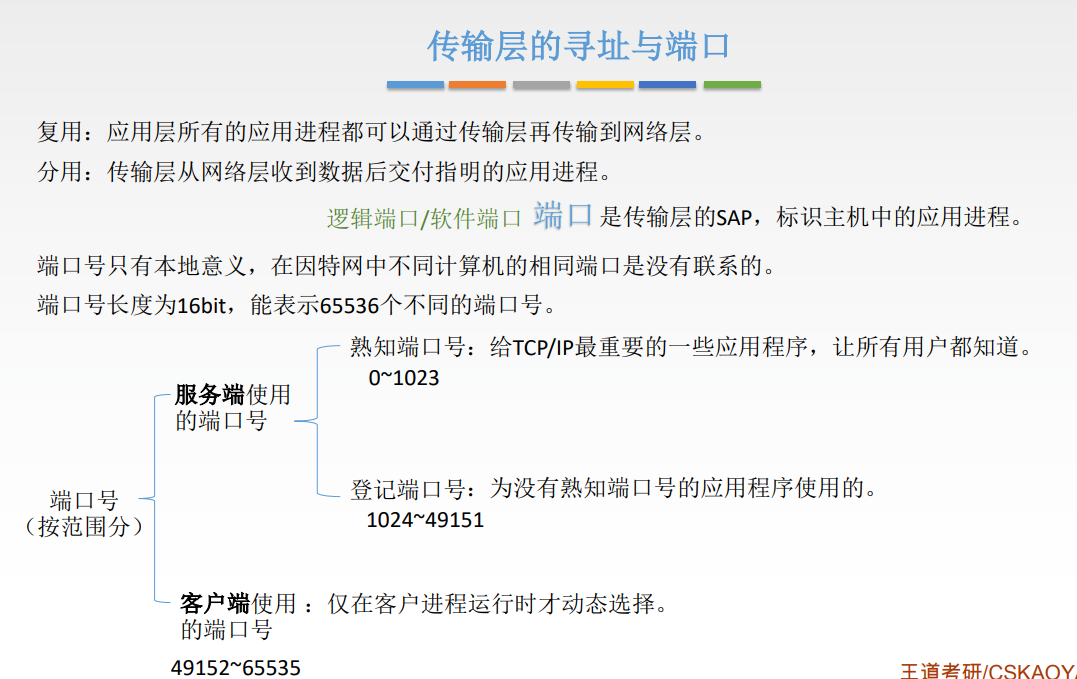 传输层的寻址与端口
复用：应用层所有的应用进程都可以通过传输层再传输到网络层。
分用：传输层从网络层收到数据后交付指明的应用进程。
逻辑端口/软件端口 端口 是传输层的SAP，标识主机中的应用进程。
端口号只有本地意义，在因特网中不同计算机的相同端口是没有联系的。
端口号长度为16bit，能表示65536个不同的端口号。
端口号
（按范围分）
服务端使用
的端口号
熟知端口号：给TCP/IP最重要的一些应用程序，让所有用户都知道。
0~1023
登记端口号：为没有熟知端口号的应用程序使用的。
1024~49151
客户端使用：仅在客户进程运行时才动态选择。
的端口号
49152~65535
王道考研/CSKAOYA